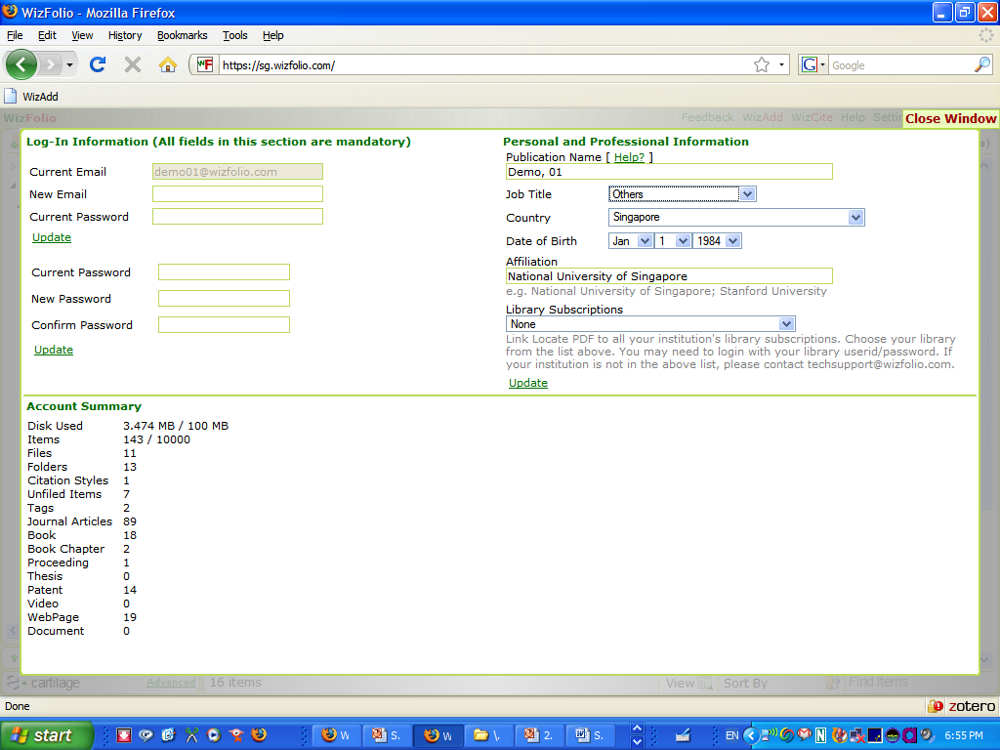 WizFolio - Mozilla Firefox
File Edit View History Bookmarks Tools Help
https://sg.wizfolio.com/ Google
WizAdd
WizFolio Feedback WizAdd WizCite Help Close Window
Log-In Information (All fields in this section are mandatory)
Current Email demo01@wizfolio.com
New Email
Current Password
Update
Current Password
New Password
Confirm Password
Update
Personal and Professional Information
Publication Name [ Help? ]
Demo, 01
Job Title Others
Country Singapore
Date of Birth Jan 1 1984
Affiliation
National University of Singapore
e.g. National University of Singapore; Stanford University
Library Subscriptions
None
Link Locate PDF to all your institution's library subscriptions. Choose your library
from the list above. You may need to login with your library userid/password. If
your institution is not in the above list, please contact techsupport@wizfolio.com.
Update
Account Summary
Disk Used 3.474 MB / 100 MB
Items 143 / 10000
Files 11
Folders 13
Citation Styles 1
Unfiled Items 7
Tags 2
Journal Articles 89
Book 18
Book Chapter 2
Proceeding 1
Thesis 0
Patent 14
Video 0
WebPage 19
Document 0
cartilage Advanced 16 items View Sort By Find Items ...
Done zotero
start W S. W \. 2. S. EN 6:55 PM